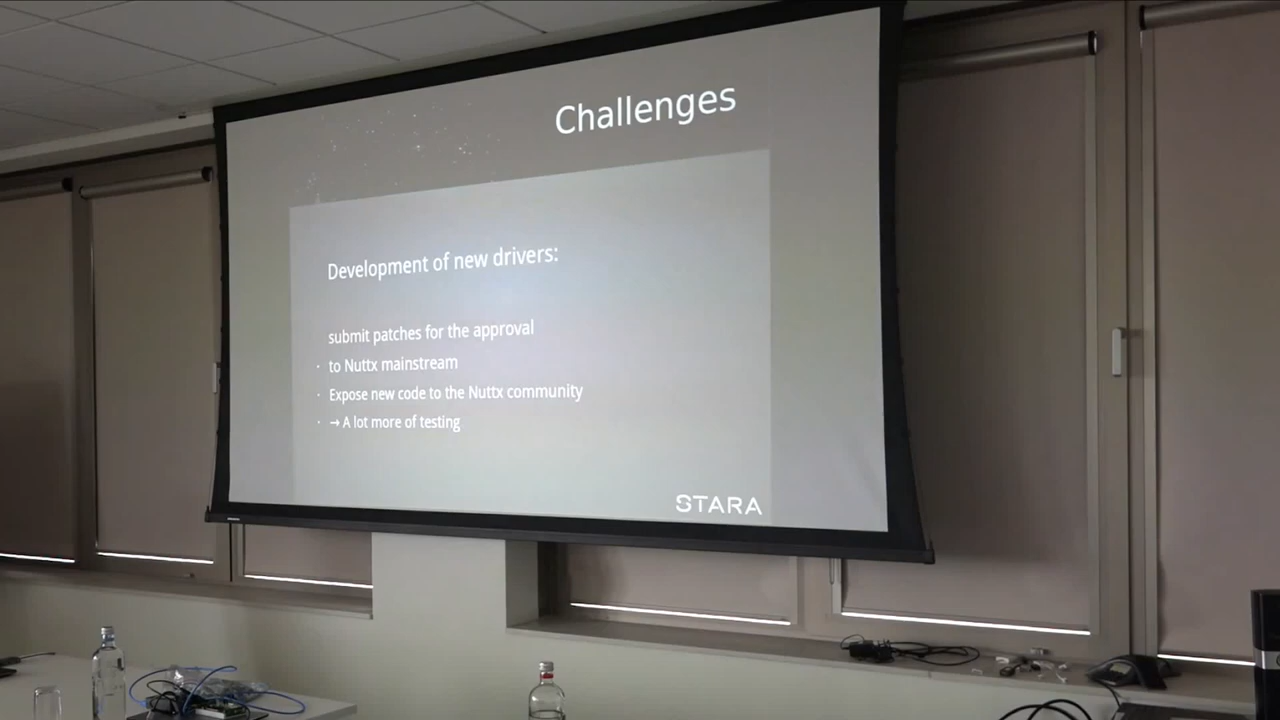 Challenges
Development of new drivers:
submit patches for the approval
· to Nuttx mainstream
· Expose new code to the Nuttx community
· → A lot more of testing
STARA